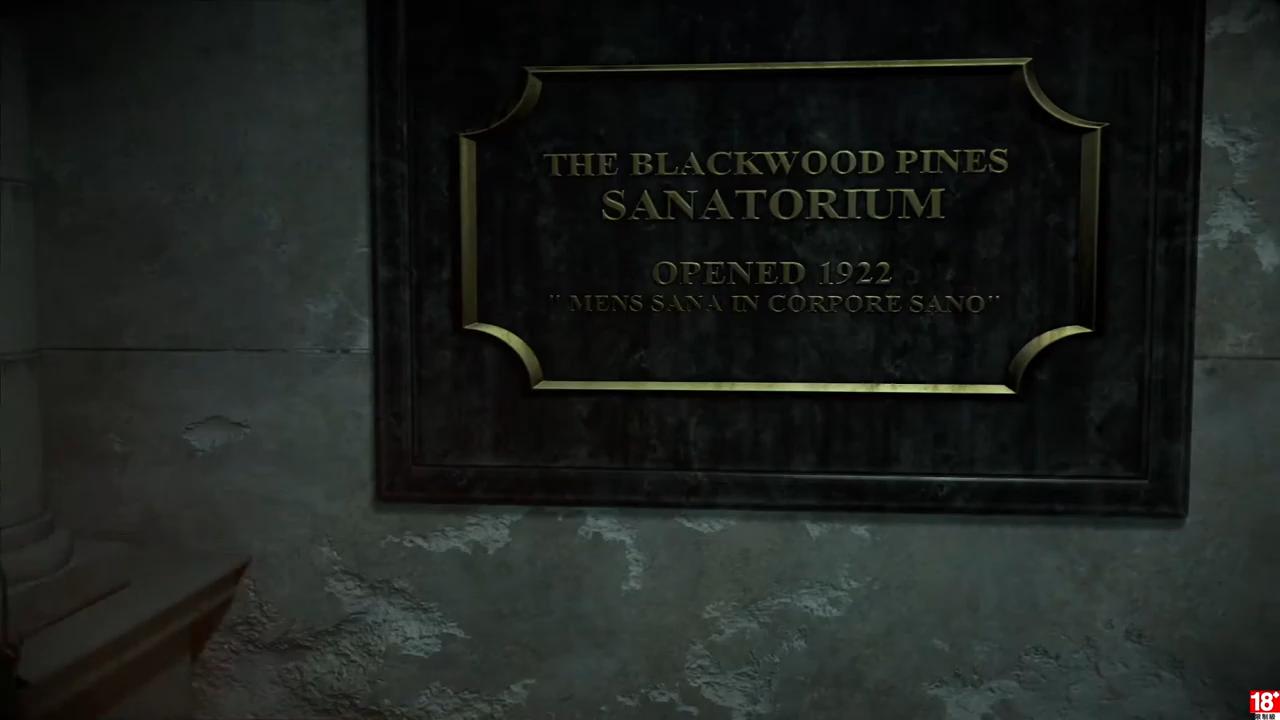 THE BLACKWOOD PINES
SANATORIUM
OPENED 1922
" MENS SANA IN CORPORE SANO"
18+